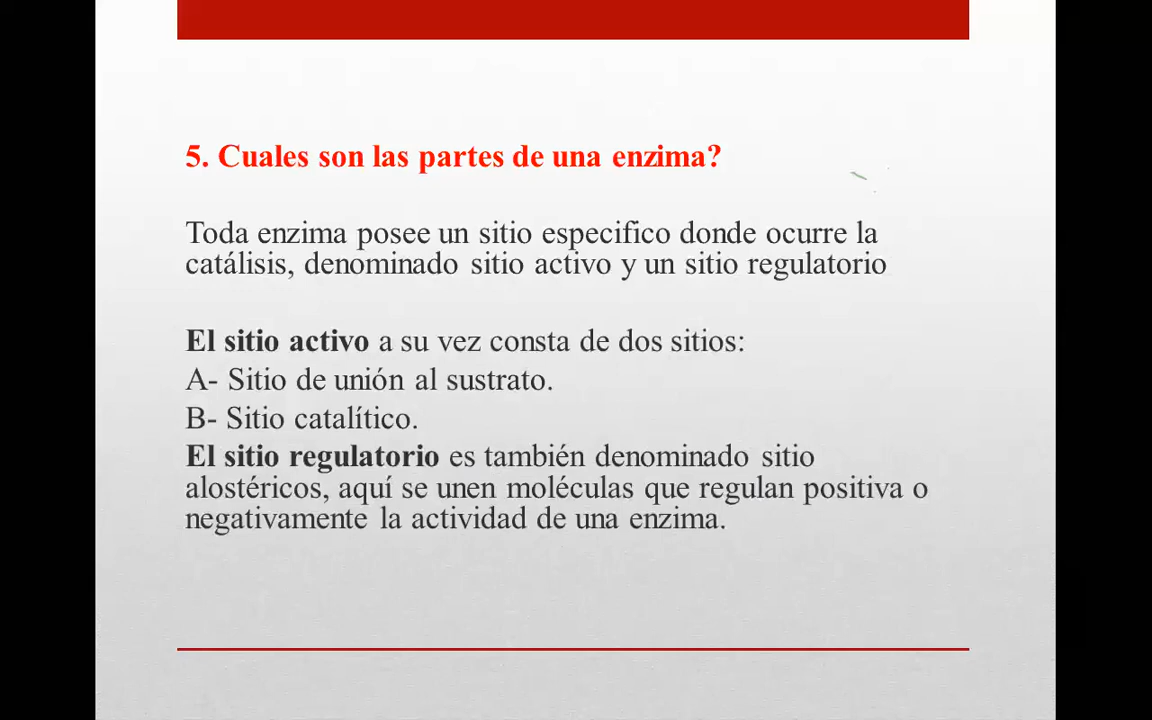 5. Cuales son las partes de una enzima?
Toda enzima posee un sitio especifico donde ocurre la
catálisis, denominado sitio activo y un sitio regulatorio
El sitio activo a su vez consta de dos sitios:
A- Sitio de unión al sustrato.
B- Sitio catalítico.
El sitio regulatorio es también denominado sitio
alostéricos, aquí se unen moléculas que regulan positiva o
negativamente la actividad de una enzima.